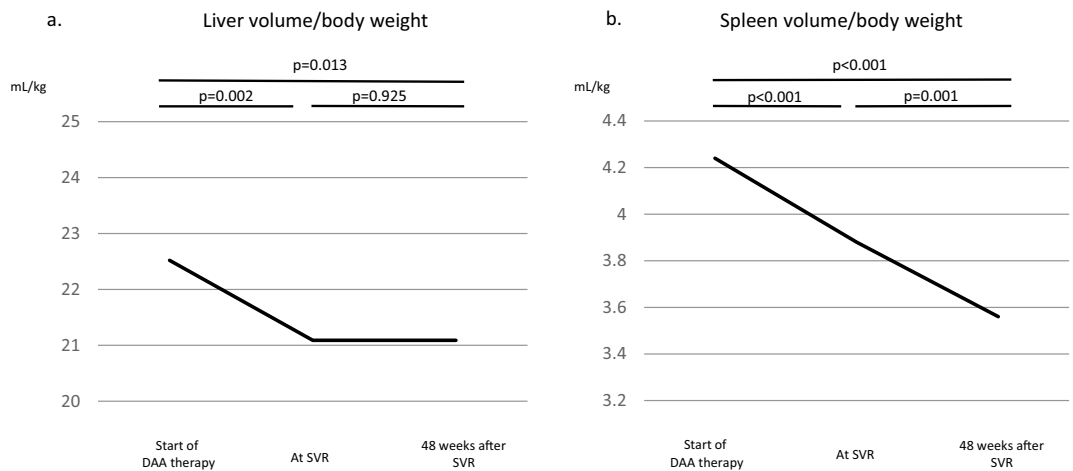 a.
Liver volume/body weight
mL/kg
p=0.013
p=0.002
p=0.925
25
24
23
22
21
20
Start of
DAA therapy
At SVR
48 weeks after
SVR
b.
Spleen volume/body weight
mL/kg
p<0.001
p<0.001
p=0.001
4.4
4.2
4
3.8
3.6
3.4
3.2
Start of
DAA therapy
At SVR
48 weeks after
SVR